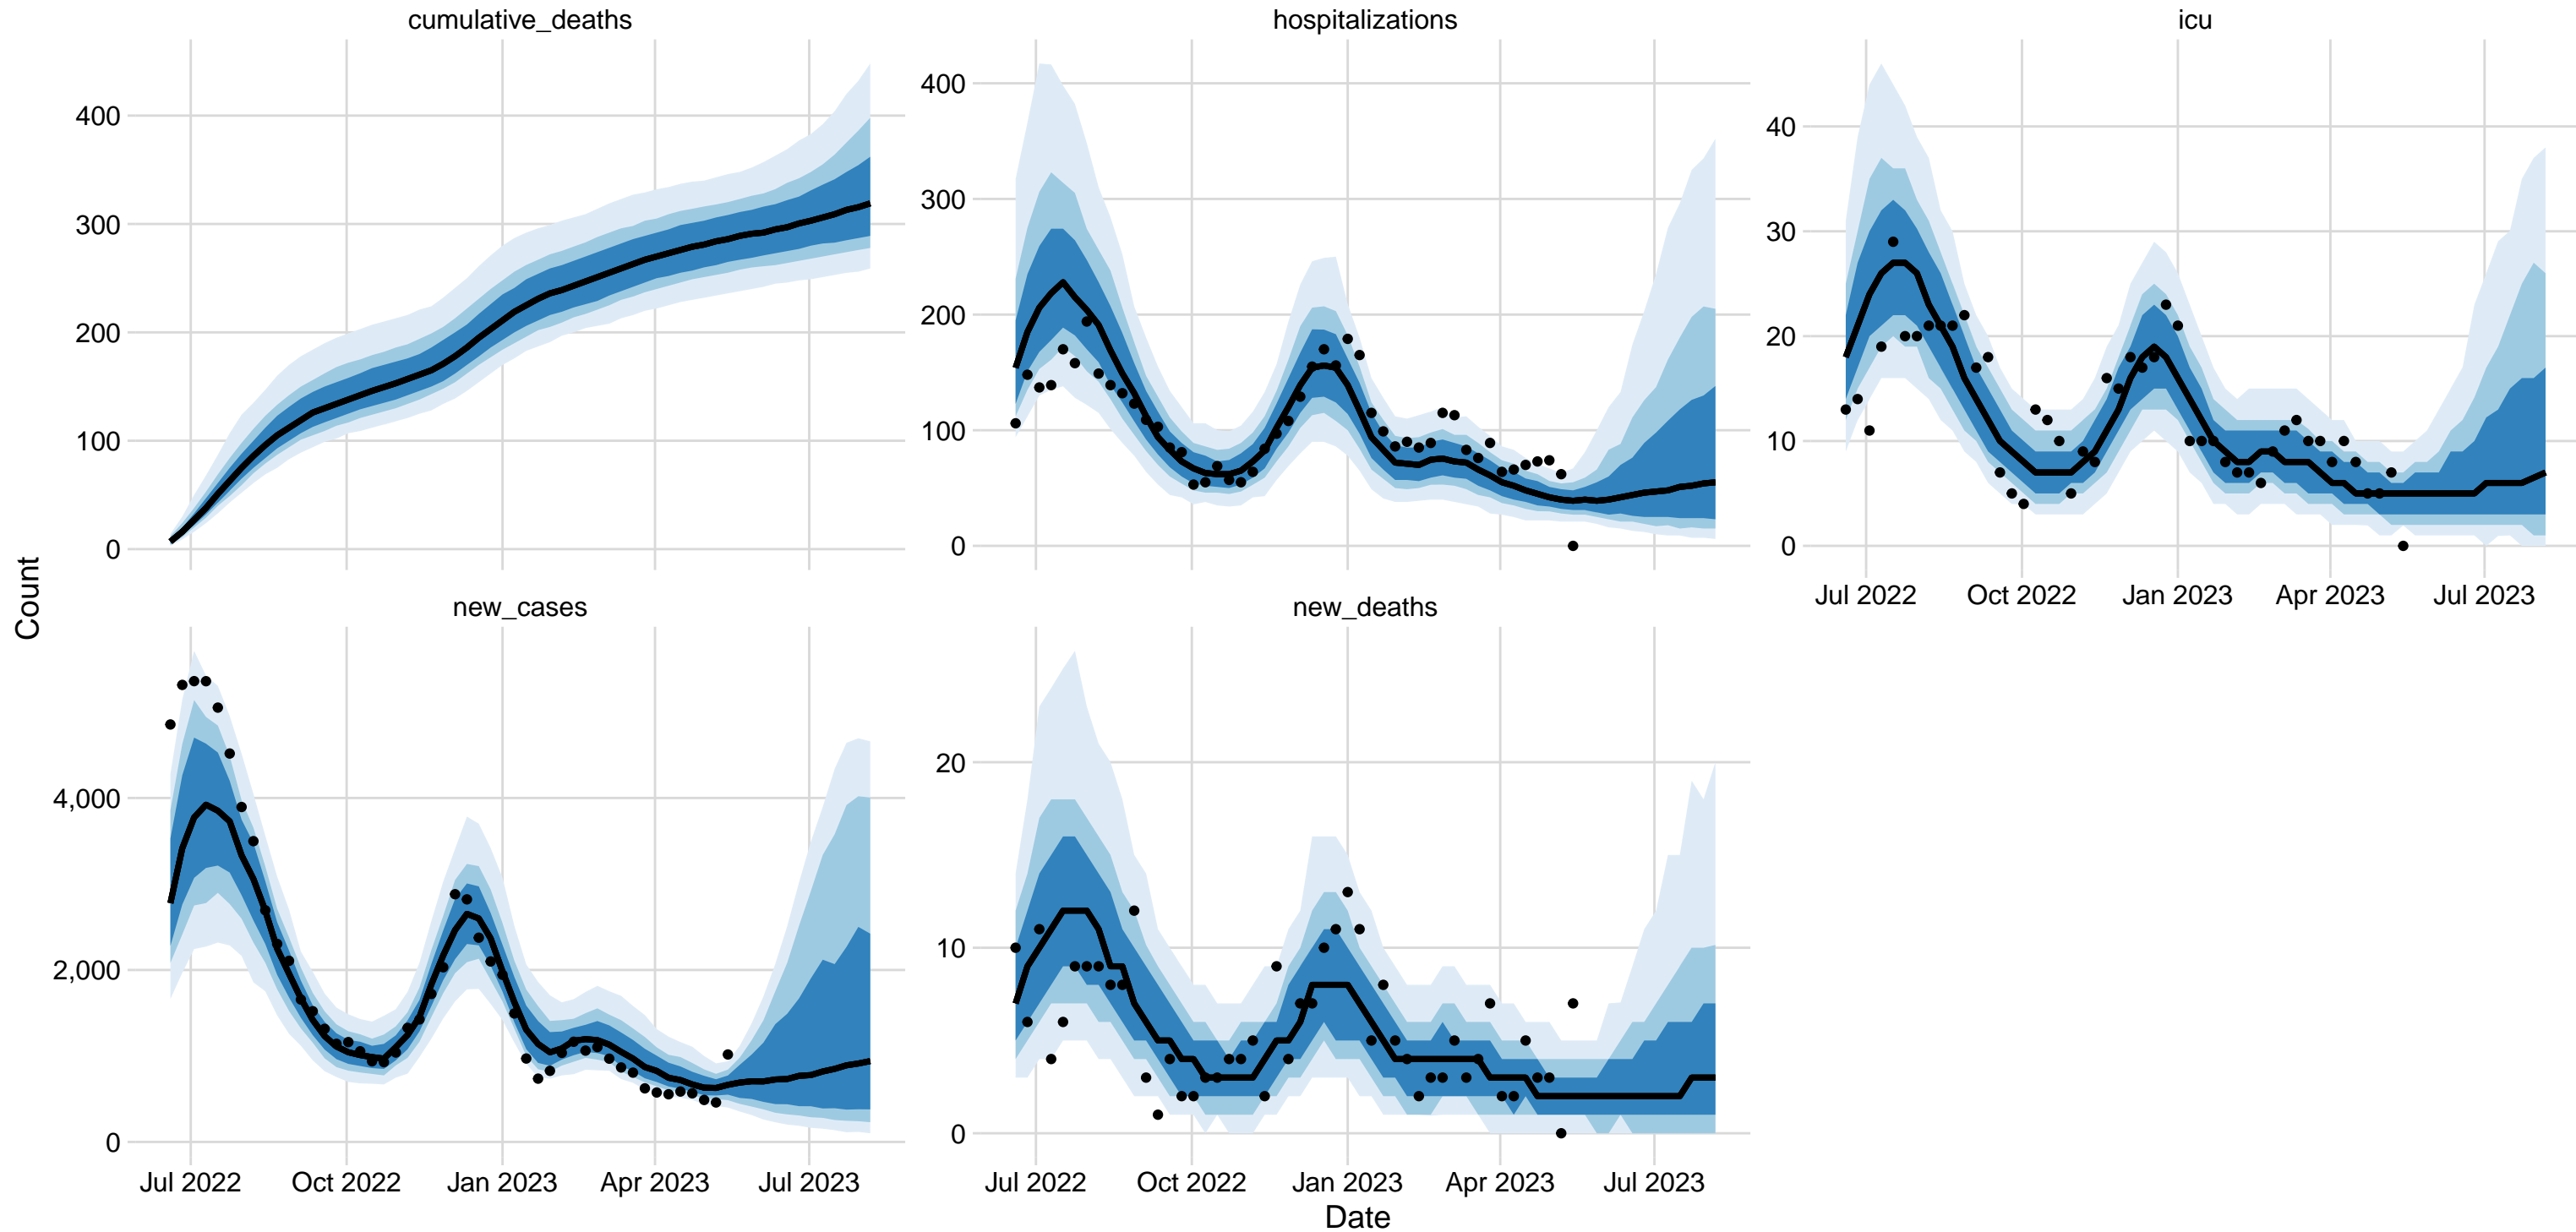 cumulative_deaths
hospitalizations
icu
400
300
200
100
0
400
300
200
100
0
40
30
20
10
0
Jul 2022 Oct 2022 Jan 2023 Apr 2023 Jul 2023
Count
new_cases
new_deaths
4,000
2,000
0
20
10
0
Jul 2022 Oct 2022 Jan 2023 Apr 2023 Jul 2023
Jul 2022 Oct 2022 Jan 2023 Apr 2023 Jul 2023
Date